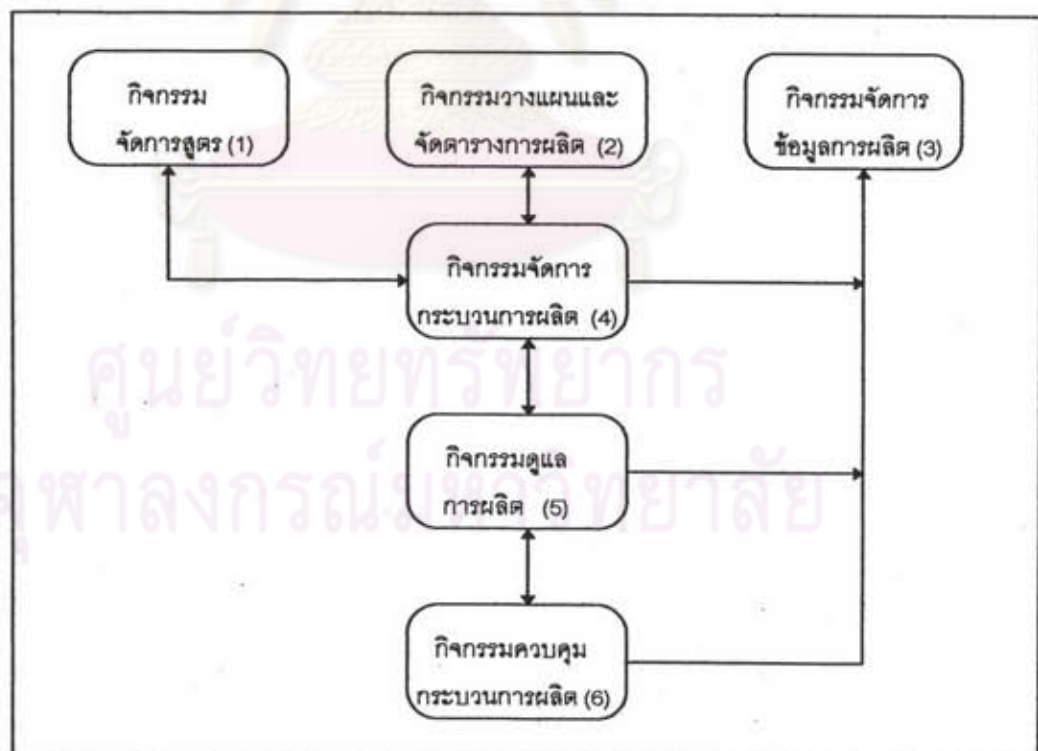 กิจกรรม
จัดการสูตร (1)
กิจกรรมวางแผนและ
จัดตารางการผลิต (2)
กิจกรรมจัดการ
ข้อมูลการผลิต (3)
กิจกรรมจัดการ
กระบวนการผลิต (4)
ศูนย์วิทยทรัพยากร
กิจกรรมดูแล
การผลิต (5)
จุฬาลงกรณ์มหาวิทยาลัย
กิจกรรมควบคุม
กระบวนการผลิต (6)